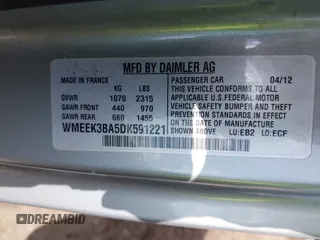 MFD BY DAIMLER AG
MADE IN FRANCE
PASSENGER CAR 04/12
KG LBS
GVWR 1070 2315
GAWR FRONT 440 970
GAWR REAR 660 1455
THIS VEHICLE CONFORMS TO ALL
APPLICABLE
U.S.FEDERAL MOTOR
VEHICLE SAFETY BUMPER, AND
THEFT PREVENTION STANDARDS
IN EFFECT ON THE DATE OF
MANUFACTURE SHOWN ABOVE.
WMEEK3BA5DK591221
LU:EB2 LD:ECF
DREAMBID